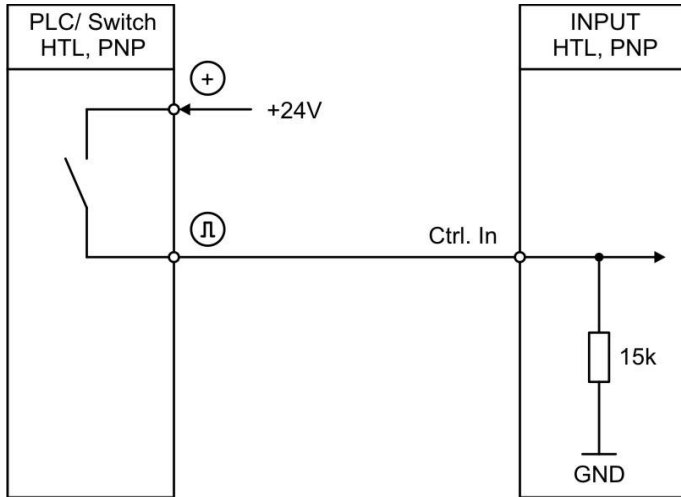 PLC/ Switch
HTL, PNP
INPUT
HTL, PNP
+
+24V
Ctrl. In
15k
GND